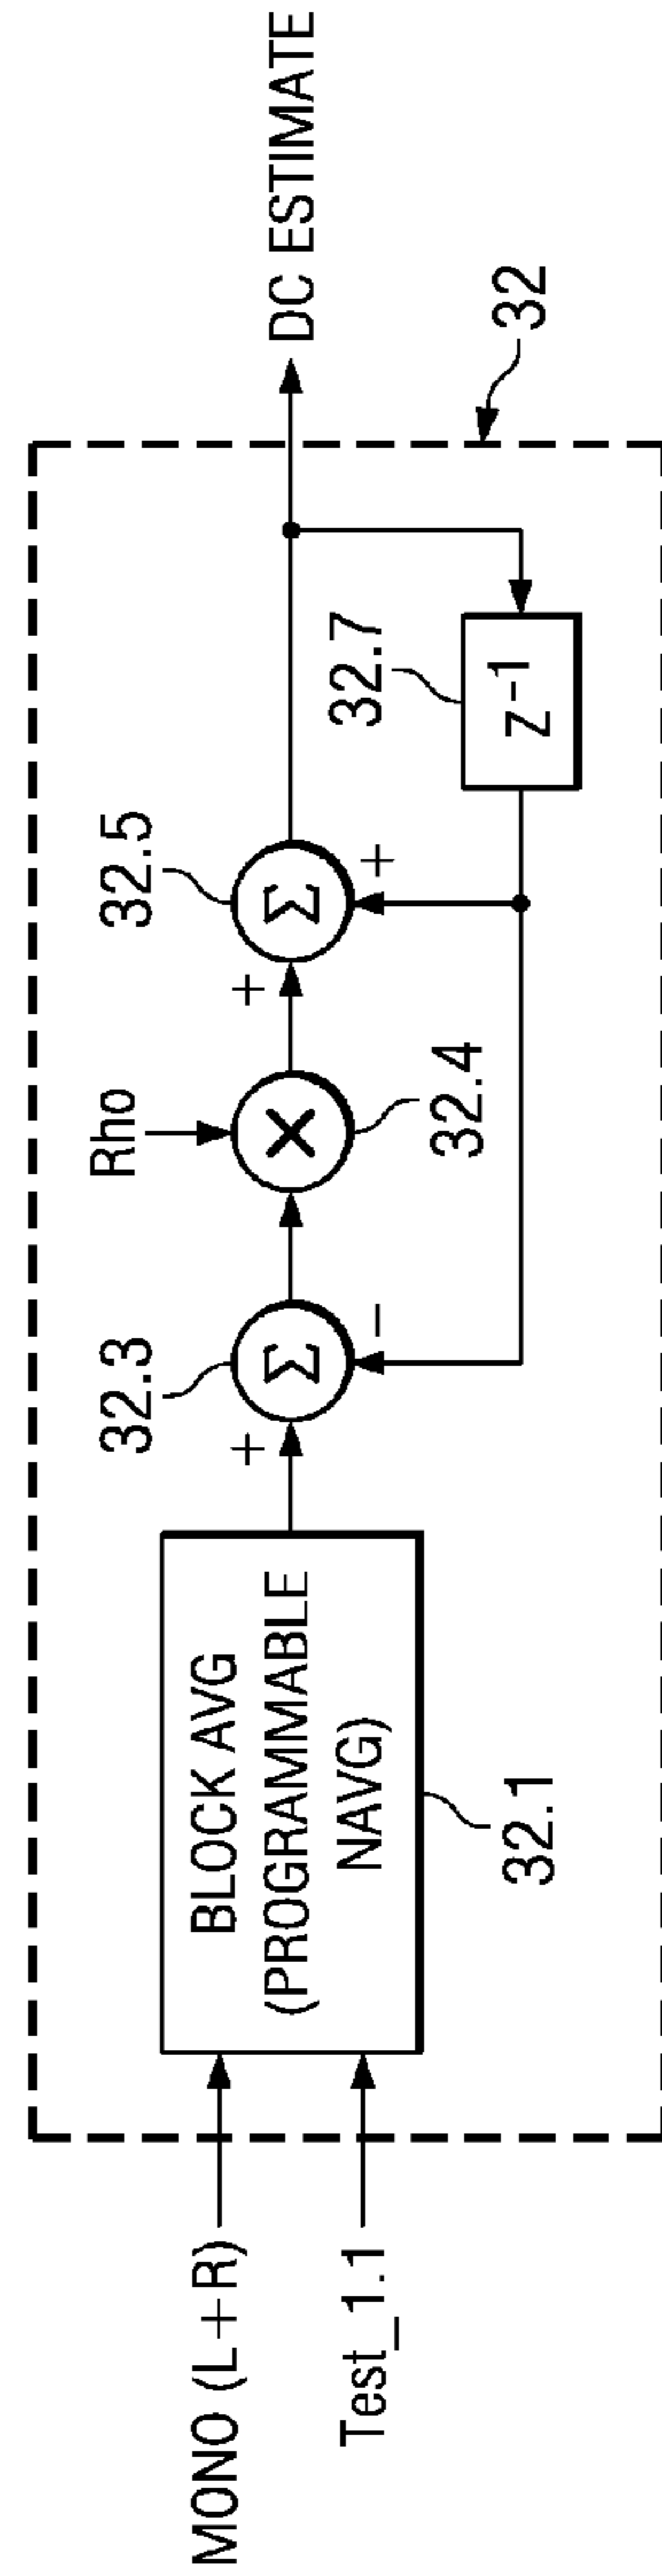 MONO (L+R)
Test_1.1
BLOCK AVG
(PROGRAMMABLE
NAVG)
32.1
32.3
+
Σ
−
Rho
×
32.4
+
32.5
Σ
+
32.7
z⁻¹
32
DC ESTIMATE